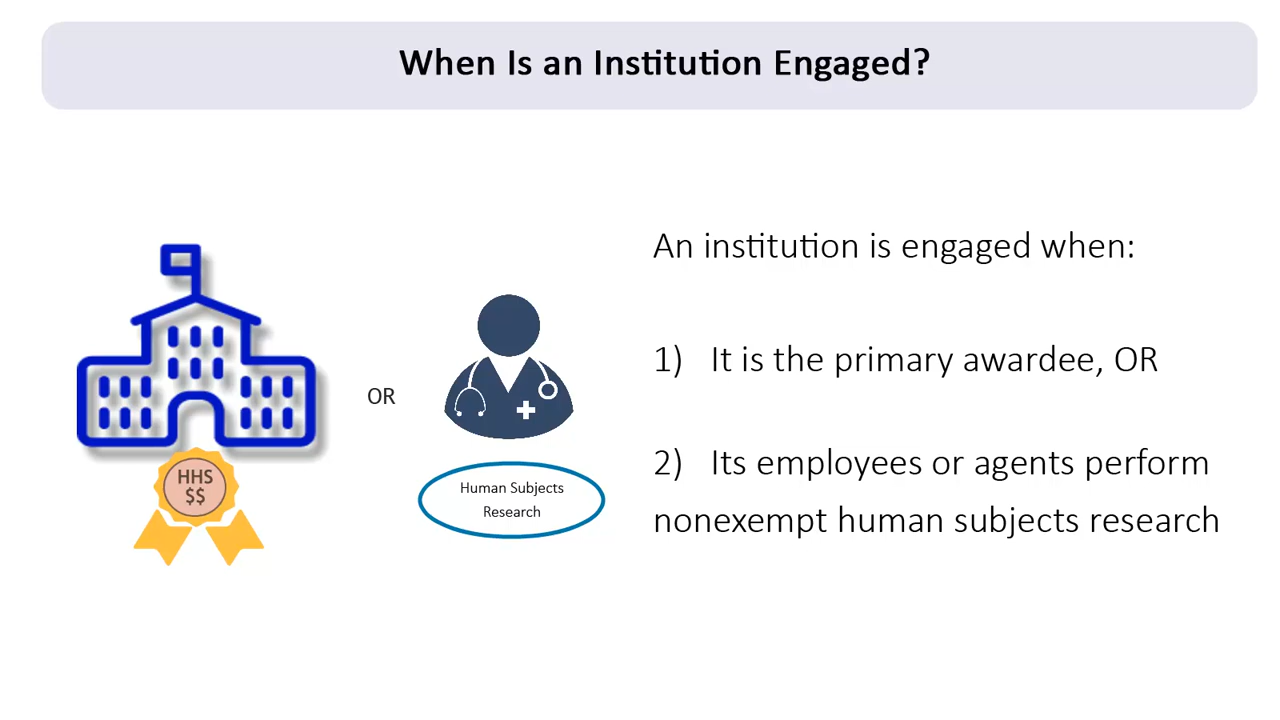 When Is an Institution Engaged?
An institution is engaged when:
1) It is the primary awardee, OR
2) Its employees or agents perform
nonexempt human subjects research
OR
HHS
$$
Human Subjects
Research